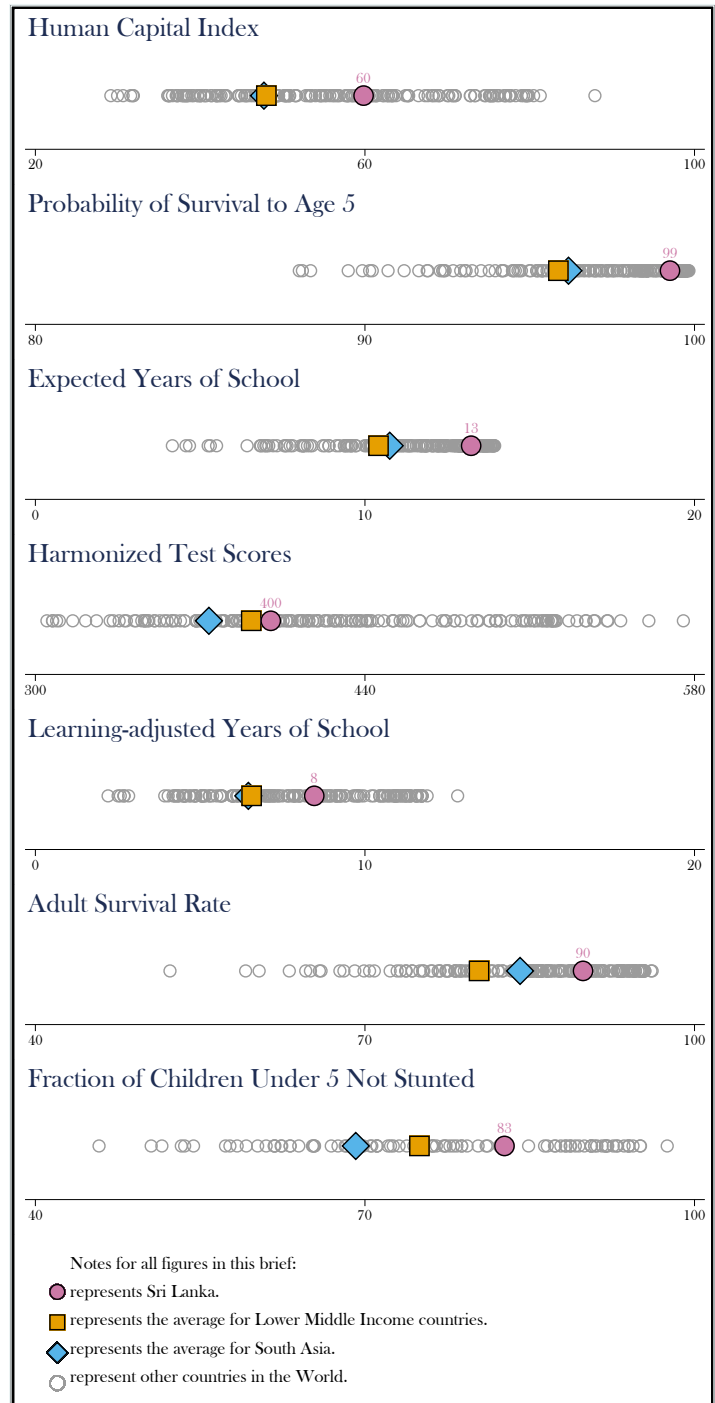 Human Capital Index
60
20 60 100
Probability of Survival to Age 5
99
80 90 100
Expected Years of School
13
0 10 20
Harmonized Test Scores
400
300 440 580
Learning-adjusted Years of School
8
0 10 20
Adult Survival Rate
90
40 70 100
Fraction of Children Under 5 Not Stunted
83
40 70 100
Notes for all figures in this brief:
represents Sri Lanka.
represents the average for Lower Middle Income countries.
represents the average for South Asia.
represent other countries in the World.